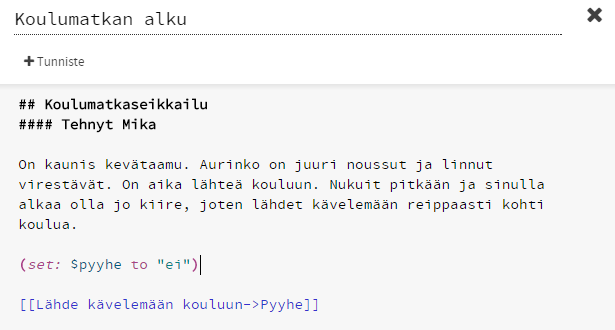 Koulumatkan alku
+ Tunniste
## Koulumatkaseikkailu
#### Tehnyt Mika
On kaunis kevätaamu. Aurinko on juuri noussut ja linnut
virestävät. On aika lähteä kouluun. Nukuit pitkään ja sinulla
alkaa olla jo kiire, joten lähdet kävelemään reippaasti kohti
koulua.
(set: $pyyhe to "ei")
[[Lähde kävelemään kouluun->Pyyhe]]